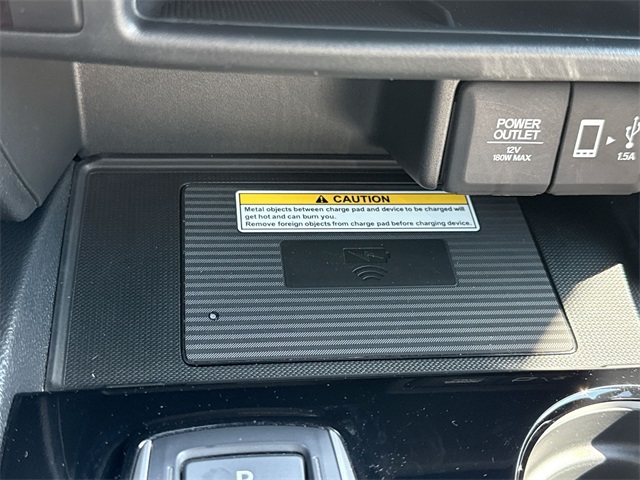 POWER
OUTLET
12V
180W MAX
1.5A
CAUTION
Metal objects between charge pad and device to be charged will
get hot and can burn you.
Remove foreign objects from charge pad before charging device.
P